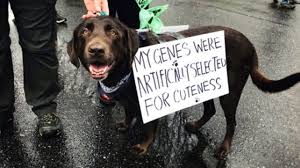 MY GENES WERE
ARTIFICIALLY SELECTED
FOR CUTENESS